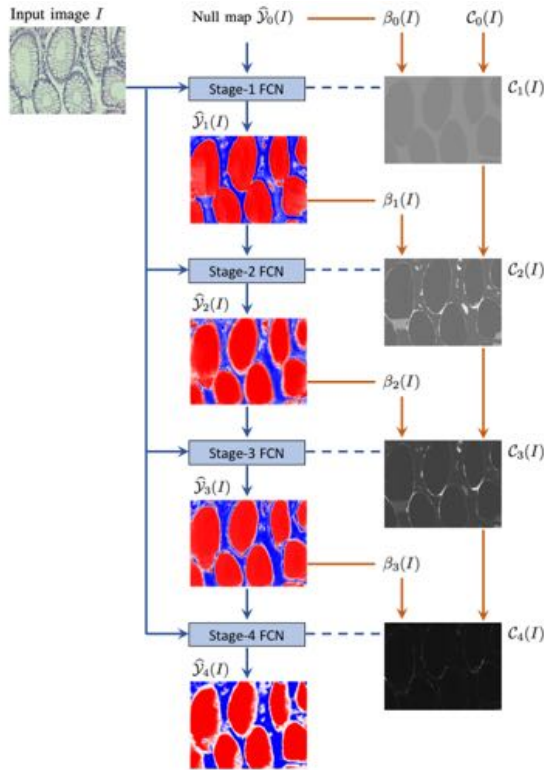 Input image I
Null map Ŷ₀(I)
β₀(I)
C₀(I)
Stage-1 FCN
C₁(I)
Ŷ₁(I)
β₁(I)
Stage-2 FCN
C₂(I)
Ŷ₂(I)
β₂(I)
Stage-3 FCN
C₃(I)
Ŷ₃(I)
β₃(I)
Stage-4 FCN
C₄(I)
Ŷ₄(I)